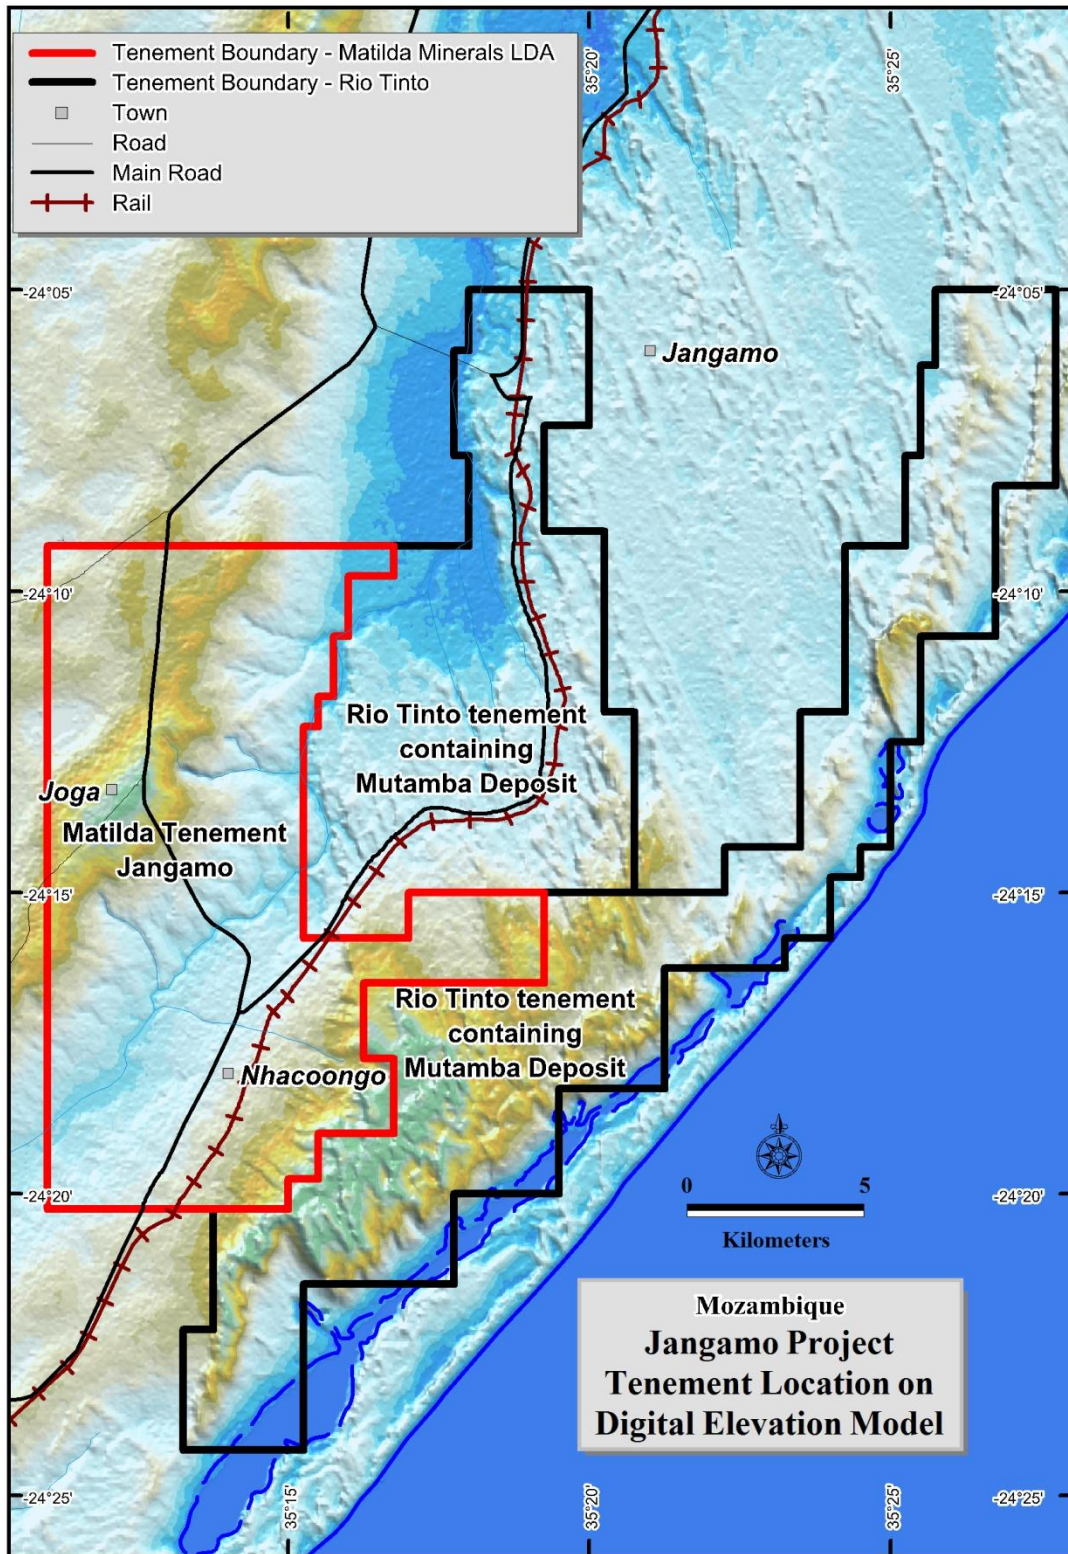 Tenement Boundary - Matilda Minerals LDA
Tenement Boundary - Rio Tinto
Town
Road
Main Road
Rail
35°20'
35°25'
-24°05'
-24°05'
Jangamo
-24°10'
-24°10'
Rio Tinto tenement
containing
Mutamba Deposit
Joga
Matilda Tenement
Jangamo
-24°15'
-24°15'
Rio Tinto tenement
containing
Mutamba Deposit
Nhacoongo
-24°20'
-24°20'
0 5
Kilometers
Mozambique
Jangamo Project
Tenement Location on
Digital Elevation Model
-24°25'
-24°25'
35°15'
35°20'
35°25'